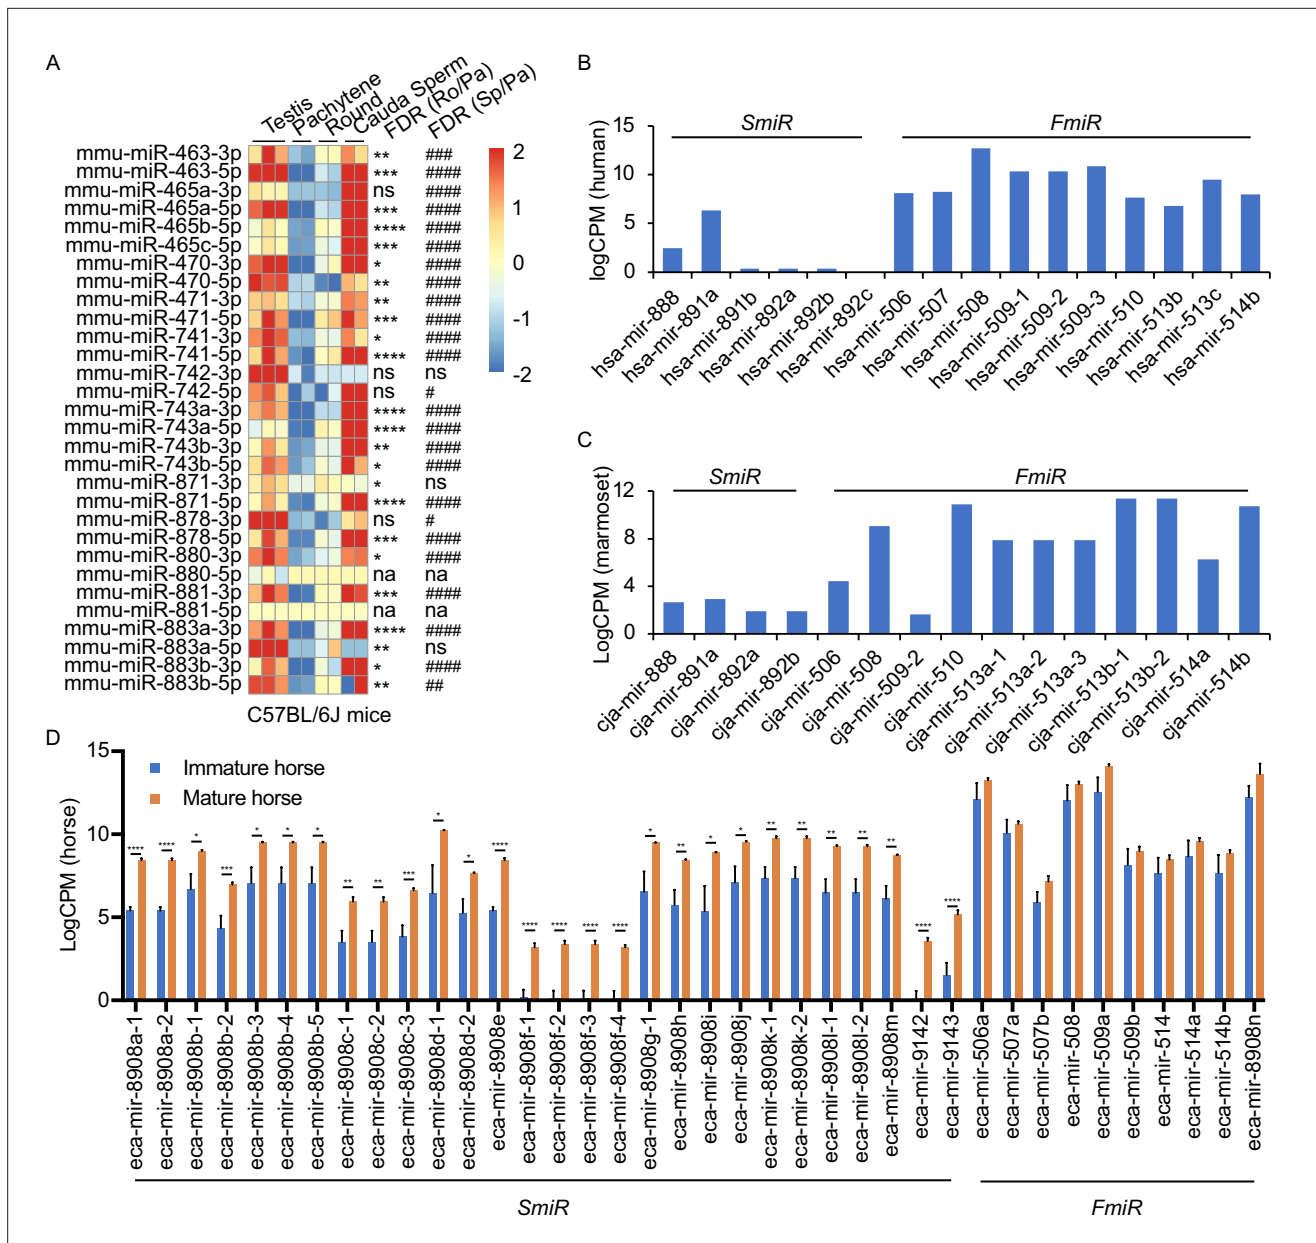 A
Testis
Pachytene
Round
Cauda Sperm
FDR (Ro/Pa)
FDR (Sp/Pa)
mmu-miR-463-3p ** ###
mmu-miR-463-5p *** ####
mmu-miR-465a-3p ns ####
mmu-miR-465a-5p *** ####
mmu-miR-465b-5p **** ####
mmu-miR-465c-5p *** ####
mmu-miR-470-3p * ####
mmu-miR-470-5p ** ####
mmu-miR-471-3p ** ####
mmu-miR-471-5p *** ####
mmu-miR-741-3p * ####
mmu-miR-741-5p **** ####
mmu-miR-742-3p ns ns
mmu-miR-742-5p ns #
mmu-miR-743a-3p **** ####
mmu-miR-743a-5p **** ####
mmu-miR-743b-3p ** ####
mmu-miR-743b-5p * ####
mmu-miR-871-3p * ns
mmu-miR-871-5p **** ####
mmu-miR-878-3p ns #
mmu-miR-878-5p *** ####
mmu-miR-880-3p * ####
mmu-miR-880-5p na na
mmu-miR-881-3p *** ####
mmu-miR-881-5p na na
mmu-miR-883a-3p **** ####
mmu-miR-883a-5p ** ns
mmu-miR-883b-3p * ####
mmu-miR-883b-5p ** ##
2
1
0
-1
-2
C57BL/6J mice
B
SmiR FmiR
logCPM (human)
15
10
5
0
hsa-mir-888
hsa-mir-891a
hsa-mir-891b
hsa-mir-892a
hsa-mir-892b
hsa-mir-892c
hsa-mir-506
hsa-mir-507
hsa-mir-508
hsa-mir-509-1
hsa-mir-509-2
hsa-mir-509-3
hsa-mir-510
hsa-mir-513b
hsa-mir-513c
hsa-mir-514b
C
SmiR FmiR
LogCPM (marmoset)
12
8
4
0
cja-mir-888
cja-mir-891a
cja-mir-892a
cja-mir-892b
cja-mir-506
cja-mir-508
cja-mir-509-2
cja-mir-510
cja-mir-513a-1
cja-mir-513a-2
cja-mir-513a-3
cja-mir-513b-1
cja-mir-513b-2
cja-mir-514a
cja-mir-514b
D
Immature horse
Mature horse
LogCPM (horse)
15
10
5
0
**** **** * *** * * * ** ** *** * * **** **** **** **** **** * ** * * ** ** ** ** ** **** ****
eca-mir-8908a-1
eca-mir-8908a-2
eca-mir-8908b-1
eca-mir-8908b-2
eca-mir-8908b-3
eca-mir-8908b-4
eca-mir-8908b-5
eca-mir-8908c-1
eca-mir-8908c-2
eca-mir-8908c-3
eca-mir-8908d-1
eca-mir-8908d-2
eca-mir-8908e
eca-mir-8908f-1
eca-mir-8908f-2
eca-mir-8908f-3
eca-mir-8908f-4
eca-mir-8908g-1
eca-mir-8908h
eca-mir-8908i
eca-mir-8908j
eca-mir-8908k-1
eca-mir-8908k-2
eca-mir-8908l-1
eca-mir-8908l-2
eca-mir-8908m
eca-mir-9142
eca-mir-9143
eca-mir-506a
eca-mir-507a
eca-mir-507b
eca-mir-508
eca-mir-509a
eca-mir-509b
eca-mir-514
eca-mir-514a
eca-mir-514b
eca-mir-8908n
SmiR FmiR